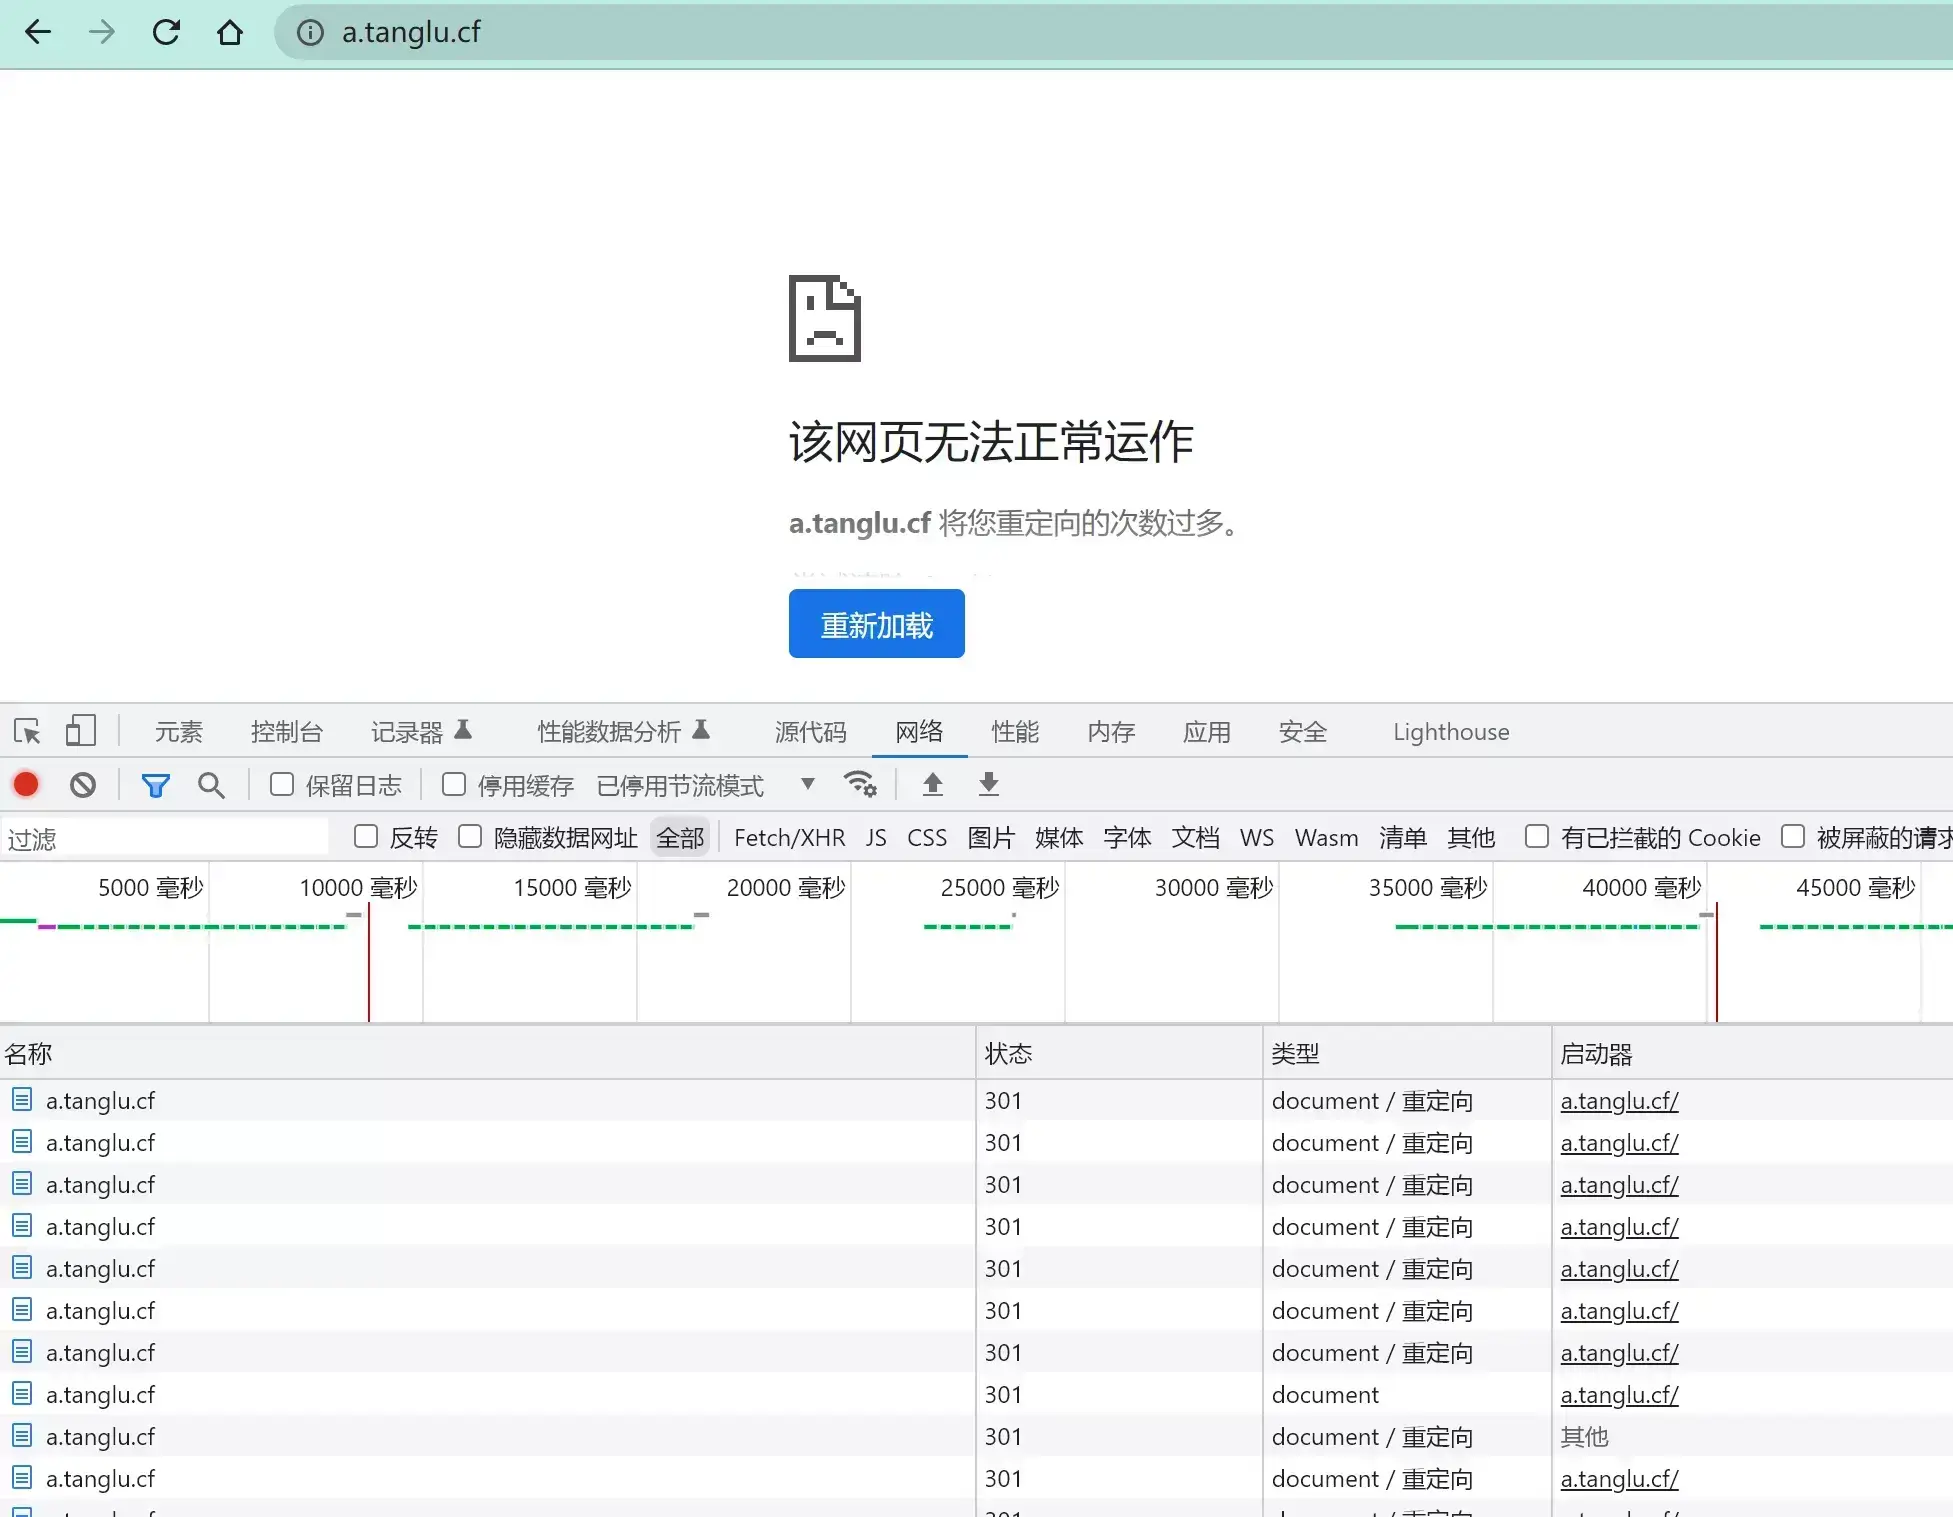 a.tanglu.cf
该网页无法正常运作
a.tanglu.cf 将您重定向的次数过多。
重新加载
元素 控制台 记录器 性能数据分析 源代码 网络 性能 内存 应用 安全 Lighthouse
保留日志 停用缓存 已停用节流模式
过滤 反转 隐藏数据网址 全部 Fetch/XHR JS CSS 图片 媒体 字体 文档 WS Wasm 清单 其他 有已拦截的 Cookie 被屏蔽的请求
5000 毫秒 10000 毫秒 15000 毫秒 20000 毫秒 25000 毫秒 30000 毫秒 35000 毫秒 40000 毫秒 45000 毫秒
名称 状态 类型 启动器
a.tanglu.cf 301 document / 重定向 a.tanglu.cf/
a.tanglu.cf 301 document / 重定向 a.tanglu.cf/
a.tanglu.cf 301 document / 重定向 a.tanglu.cf/
a.tanglu.cf 301 document / 重定向 a.tanglu.cf/
a.tanglu.cf 301 document / 重定向 a.tanglu.cf/
a.tanglu.cf 301 document / 重定向 a.tanglu.cf/
a.tanglu.cf 301 document / 重定向 a.tanglu.cf/
a.tanglu.cf 301 document a.tanglu.cf/
a.tanglu.cf 301 document / 重定向 其他
a.tanglu.cf 301 document / 重定向 a.tanglu.cf/